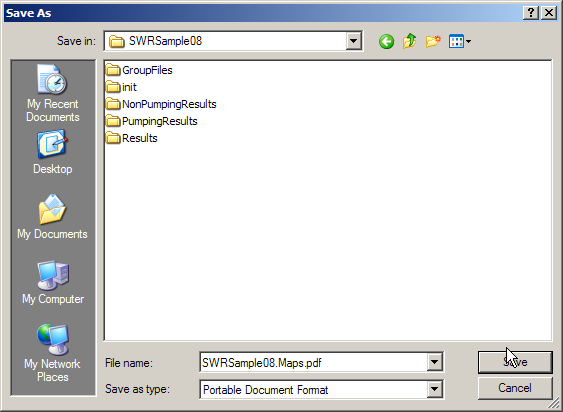 Save As
Save in:
SWRSample08
My Recent
Documents
Desktop
My Documents
My Computer
My Network
Places
GroupFiles
init
NonPumpingResults
PumpingResults
Results
File name:
SWRSample08.Maps.pdf
Save
Save as type:
Portable Document Format
Cancel